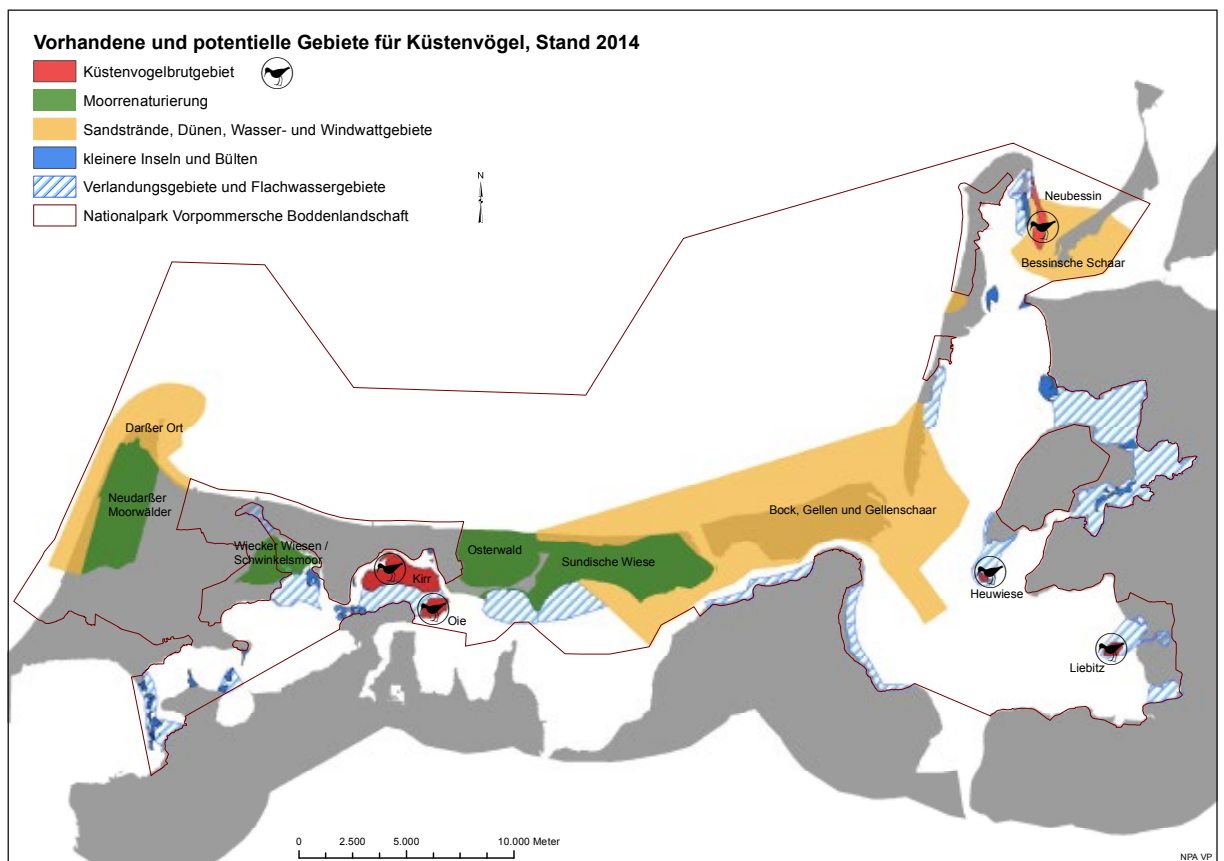 Vorhandene und potentielle Gebiete für Küstenvögel, Stand 2014
Küstenvogelbrutgebiet
Moorrenaturierung
Sandstrände, Dünen, Wasser- und Windwattgebiete
kleinere Inseln und Bülten
Verlandungsgebiete und Flachwassergebiete
Nationalpark Vorpommersche Boddenlandschaft
N
Neubessin
Bessinsche Schaar
Darßer Ort
Neudarßer
Moorwälder
Bock, Gellen und Gellenschaar
Wiecker Wiesen /
Schwinkelsmoor
Osterwald
Sundische Wiese
Kirr
Heuwiese
Oie
Liebitz
0 2.500 5.000 10.000 Meter
NPA VP